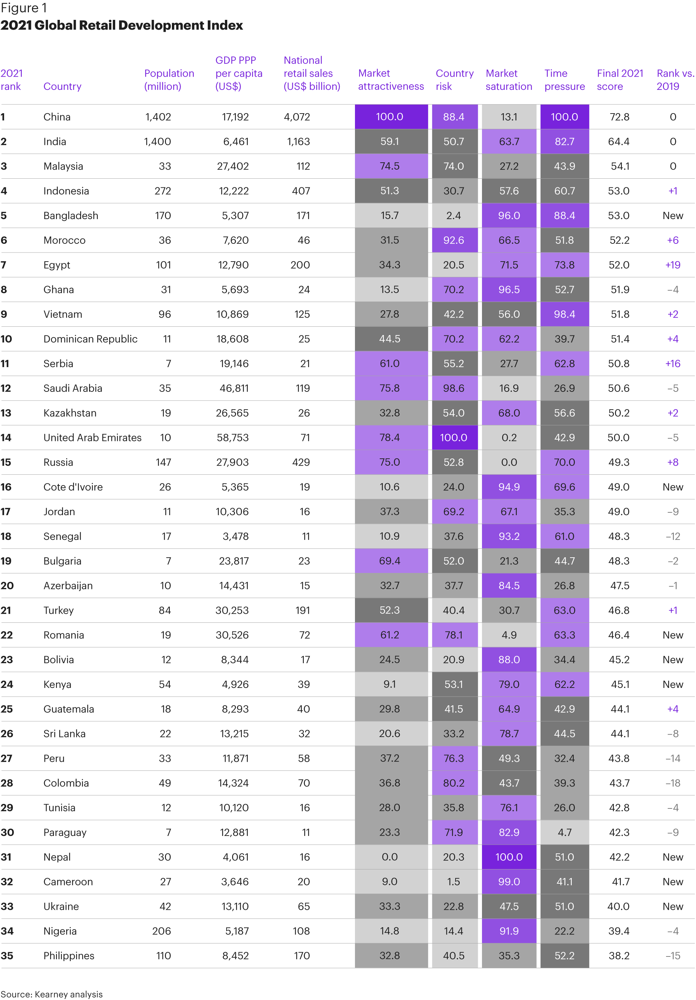 Figure 1
2021 Global Retail Development Index
2021 rank Country Population (million) GDP PPP per capita (US$) National retail sales (US$ billion) Market attractiveness Country risk Market saturation Time pressure Final 2021 score Rank vs. 2019
1 China 1,402 17,192 4,072 100.0 88.4 13.1 100.0 72.8 0
2 India 1,400 6,461 1,163 59.1 50.7 63.7 82.7 64.4 0
3 Malaysia 33 27,402 112 74.5 74.0 27.2 43.9 54.1 0
4 Indonesia 272 12,222 407 51.3 30.7 57.6 60.7 53.0 +1
5 Bangladesh 170 5,307 171 15.7 2.4 96.0 88.4 53.0 New
6 Morocco 36 7,620 46 31.5 92.6 66.5 51.8 52.2 +6
7 Egypt 101 12,790 200 34.3 20.5 71.5 73.8 52.0 +19
8 Ghana 31 5,693 24 13.5 70.2 96.5 52.7 51.9 –4
9 Vietnam 96 10,869 125 27.8 42.2 56.0 98.4 51.8 +2
10 Dominican Republic 11 18,608 25 44.5 70.2 62.2 39.7 51.4 +4
11 Serbia 7 19,146 21 61.0 55.2 27.7 62.8 50.8 +16
12 Saudi Arabia 35 46,811 119 75.8 98.6 16.9 26.9 50.6 –5
13 Kazakhstan 19 26,565 26 32.8 54.0 68.0 56.6 50.2 +2
14 United Arab Emirates 10 58,753 71 78.4 100.0 0.2 42.9 50.0 –5
15 Russia 147 27,903 429 75.0 52.8 0.0 70.0 49.3 +8
16 Cote d'Ivoire 26 5,365 19 10.6 24.0 94.9 69.6 49.0 New
17 Jordan 11 10,306 16 37.3 69.2 67.1 35.3 49.0 –9
18 Senegal 17 3,478 11 10.9 37.6 93.2 61.0 48.3 –12
19 Bulgaria 7 23,817 23 69.4 52.0 21.3 44.7 48.3 –2
20 Azerbaijan 10 14,431 15 32.7 37.7 84.5 26.8 47.5 –1
21 Turkey 84 30,253 191 52.3 40.4 30.7 63.0 46.8 +1
22 Romania 19 30,526 72 61.2 78.1 4.9 63.3 46.4 New
23 Bolivia 12 8,344 17 24.5 20.9 88.0 34.4 45.2 New
24 Kenya 54 4,926 39 9.1 53.1 79.0 62.2 45.1 New
25 Guatemala 18 8,293 40 29.8 41.5 64.9 42.9 44.1 +4
26 Sri Lanka 22 13,215 32 20.6 33.2 78.7 44.5 44.1 –8
27 Peru 33 11,871 58 37.2 76.3 49.3 32.4 43.8 –14
28 Colombia 49 14,324 70 36.8 80.2 43.7 39.3 43.7 –18
29 Tunisia 12 10,120 16 28.0 35.8 76.1 26.0 42.8 –4
30 Paraguay 7 12,881 11 23.3 71.9 82.9 4.7 42.3 –9
31 Nepal 30 4,061 16 0.0 20.3 100.0 51.0 42.2 New
32 Cameroon 27 3,646 20 9.0 1.5 99.0 41.1 41.7 New
33 Ukraine 42 13,110 65 33.3 22.8 47.5 51.0 40.0 New
34 Nigeria 206 5,187 108 14.8 14.4 91.9 22.2 39.4 –4
35 Philippines 110 8,452 170 32.8 40.5 35.3 52.2 38.2 –15
Source: Kearney analysis